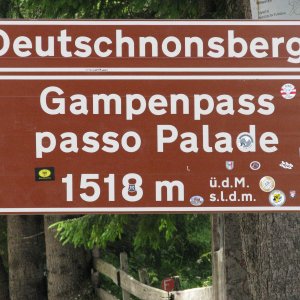 Deutschnonsberg
Gampenpass
passo Palade
1518 m ü.d.M.
s.l.d.m.